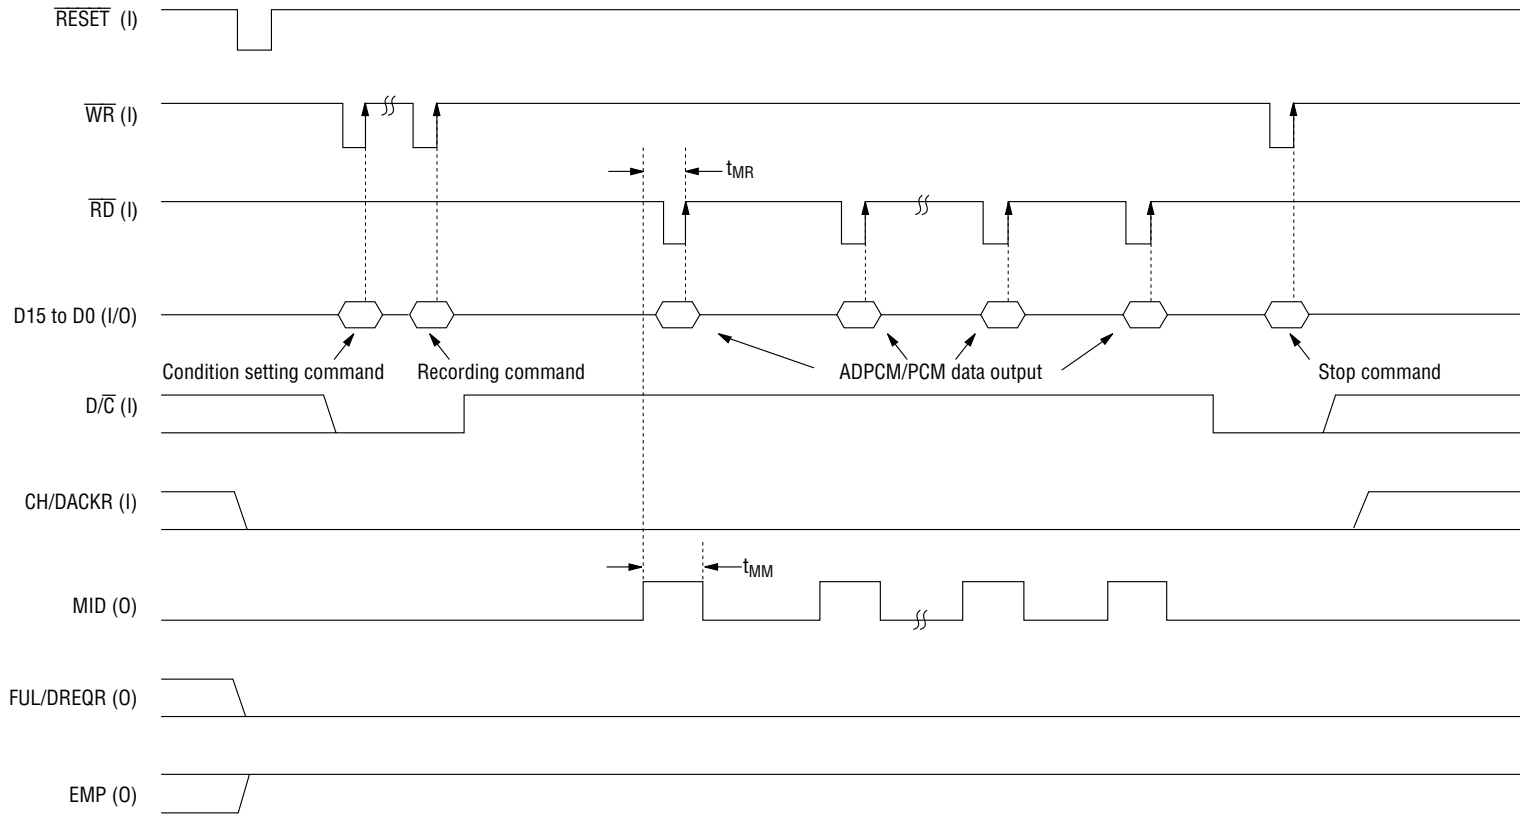 RESET (I)
WR (I)
tMR
RD (I)
D15 to D0 (I/O)
Condition setting command
Recording command
ADPCM/PCM data output
Stop command
D/C (I)
CH/DACKR (I)
tMM
MID (O)
FUL/DREQR (O)
EMP (O)